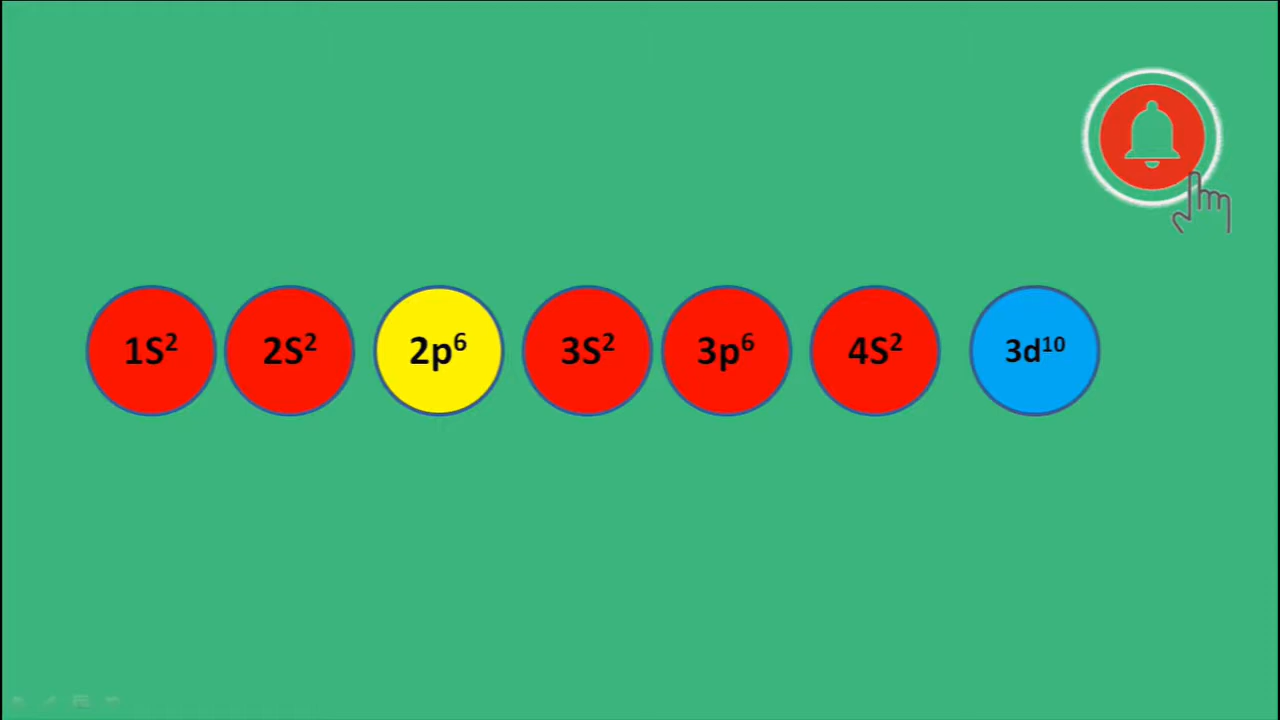 1S² 2S² 2p⁶ 3S² 3p⁶ 4S² 3d¹⁰